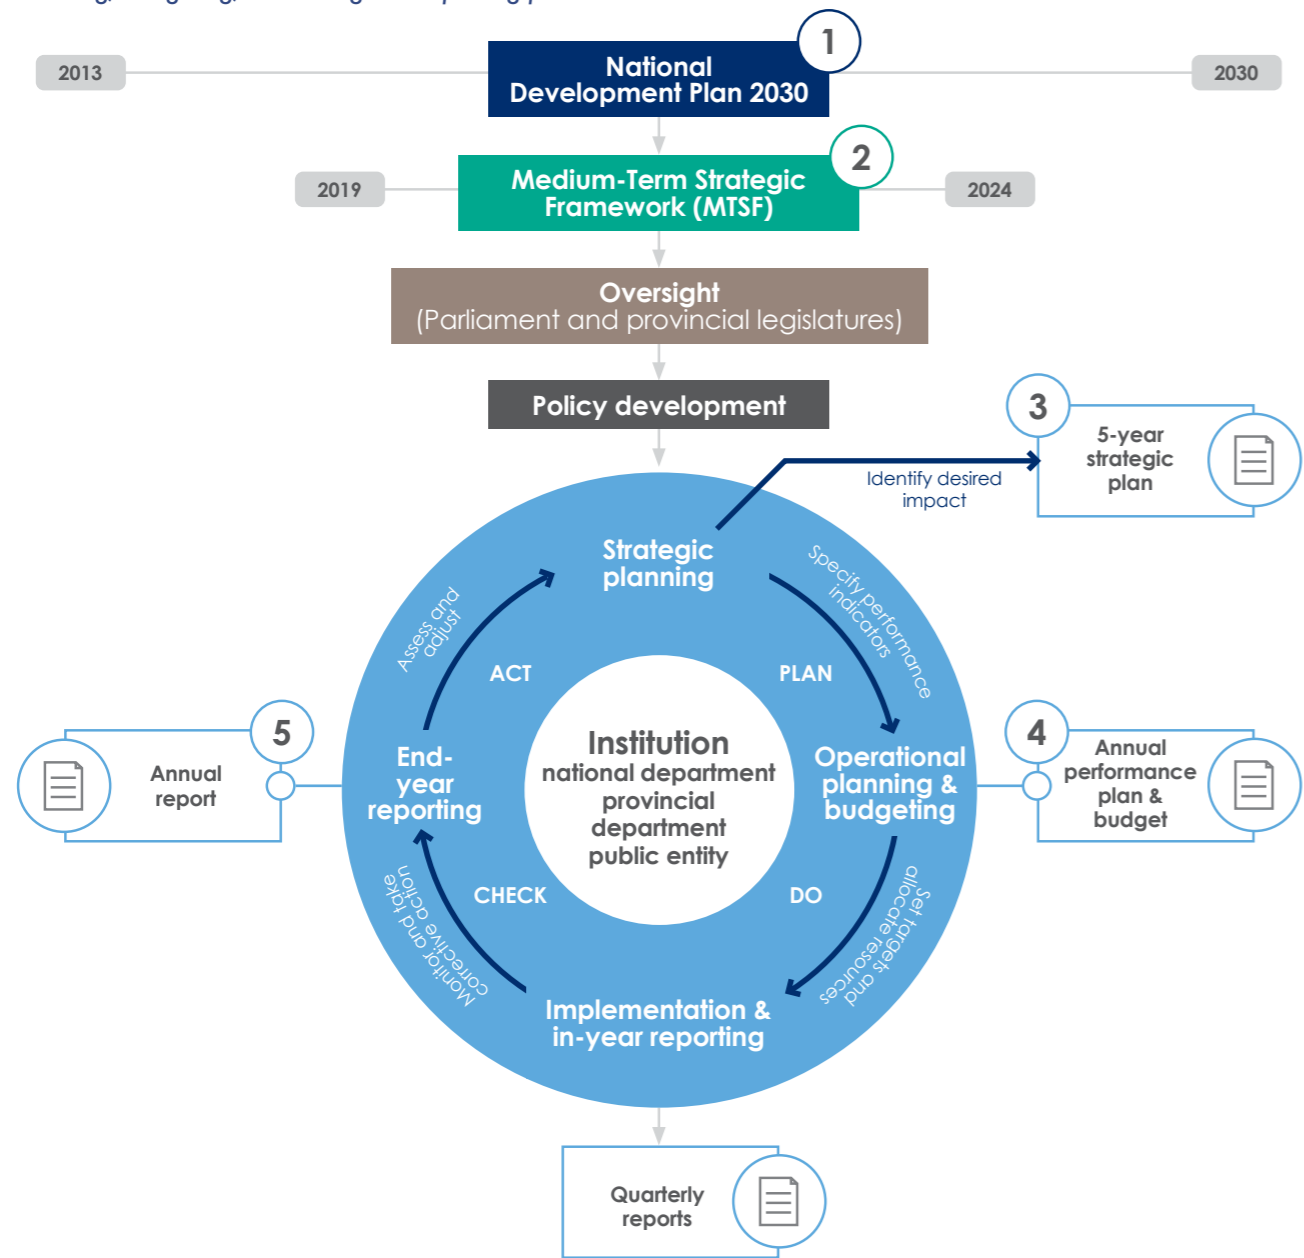 1
2013
National
Development Plan 2030
2030
2
2019
Medium-Term Strategic
Framework (MTSF)
2024
Oversight
(Parliament and provincial legislatures)
Policy development
3
5-year
strategic
plan
Identify desired
impact
Strategic
planning
Specify performance
indicators
Assess and
adjust
ACT
PLAN
5
Annual
report
End-
year
reporting
Institution
national department
provincial
department
public entity
Operational
planning &
budgeting
4
Annual
performance
plan &
budget
CHECK
DO
Monitor and take
corrective action
Set targets and
allocate resources
Implementation &
in-year reporting
Quarterly
reports